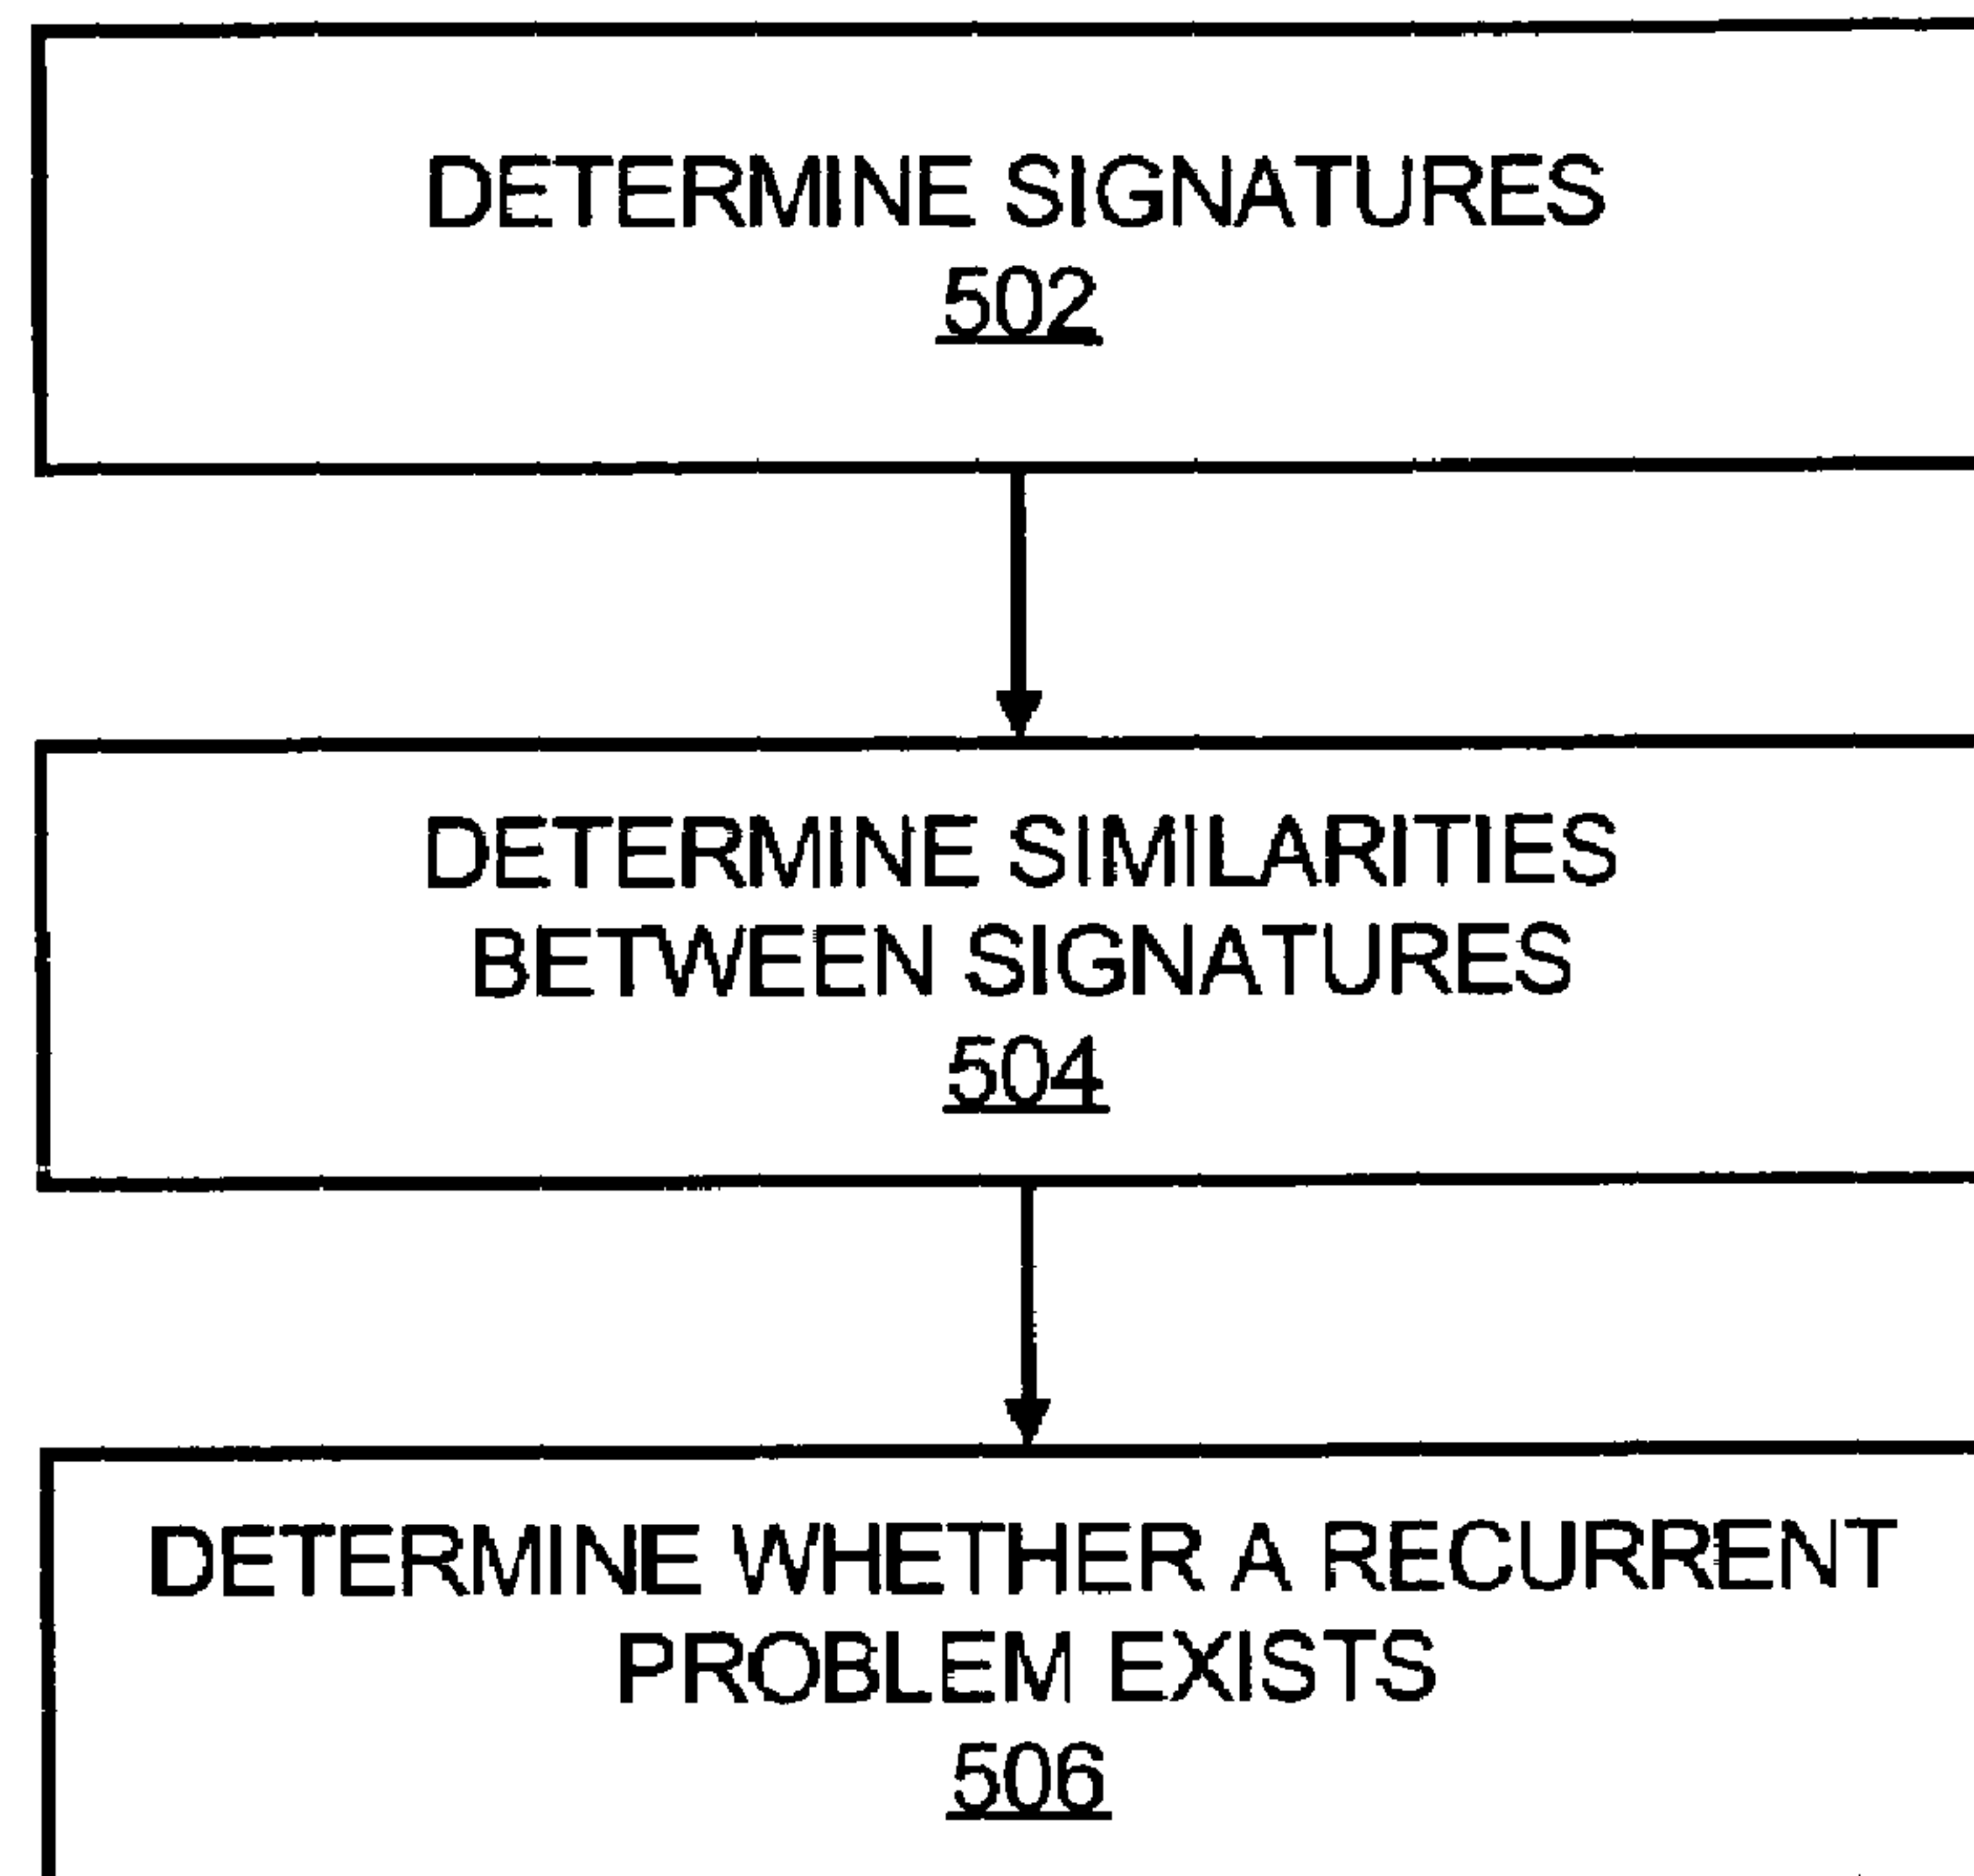 DETERMINE SIGNATURES
502
DETERMINE SIMILARITIES
BETWEEN SIGNATURES
504
DETERMINE WHETHER A RECURRENT
PROBLEM EXISTS
506